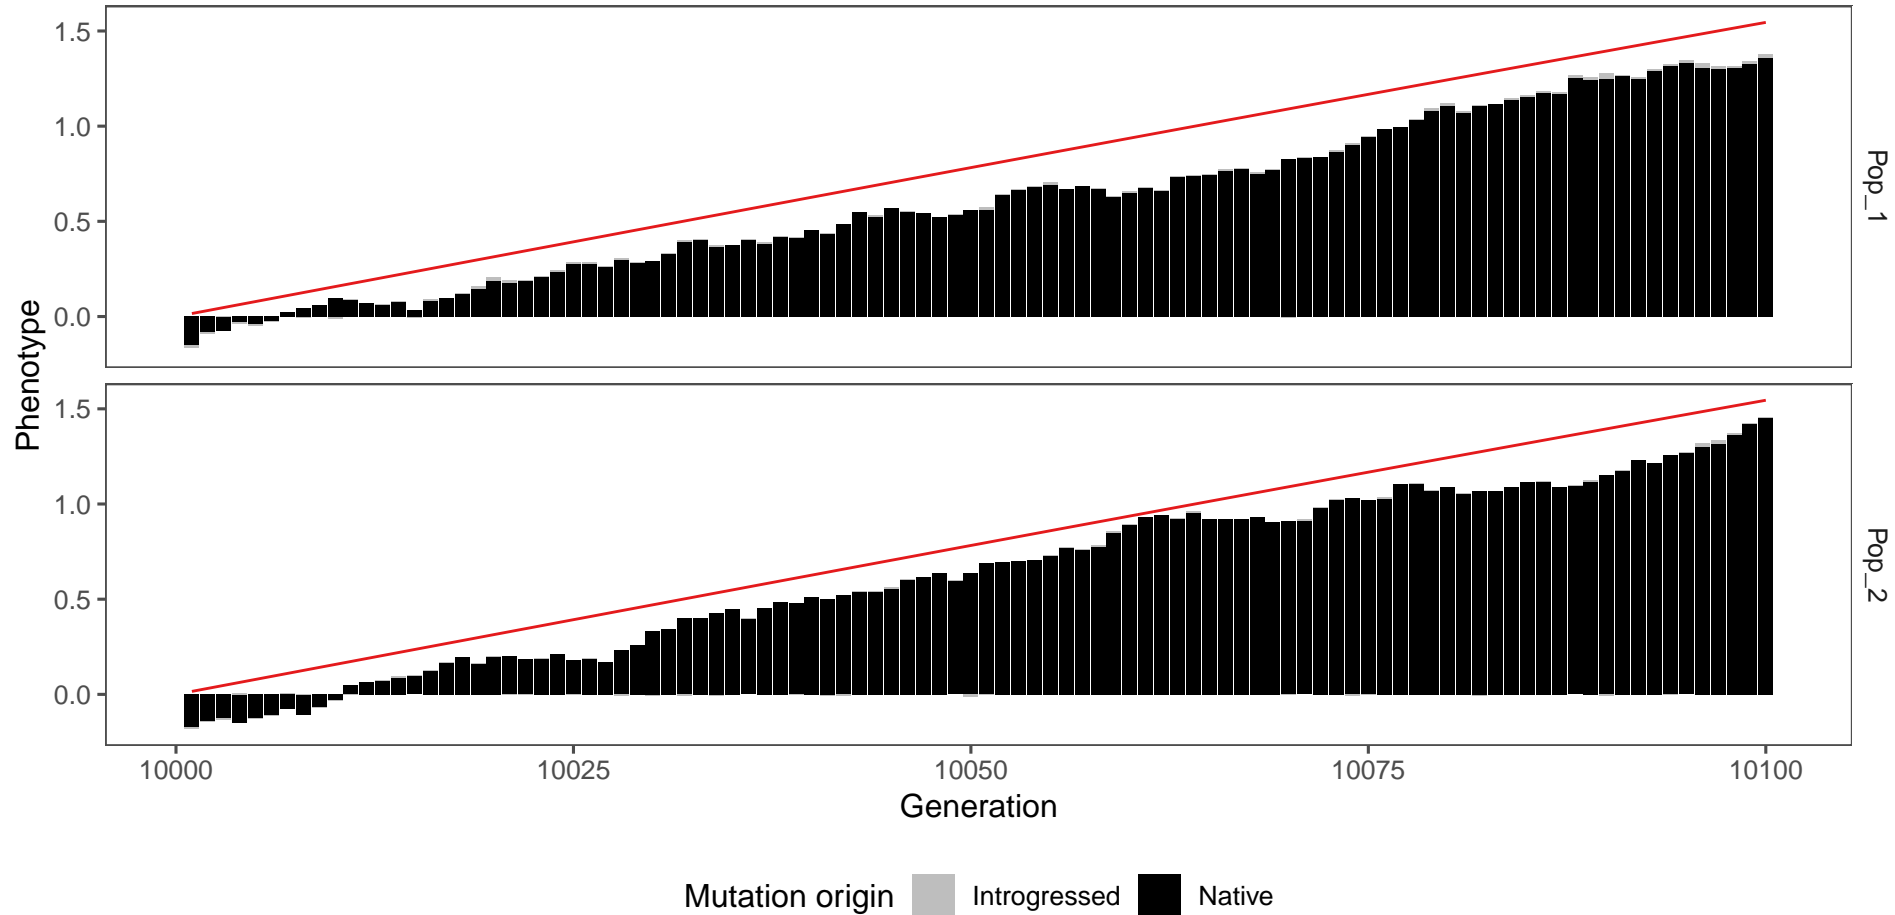 Phenotype
1.5
1.0
0.5
0.0
Pop_1
1.5
1.0
0.5
0.0
Pop_2
10000 10025 10050 10075 10100
Generation
Mutation origin Introgressed Native